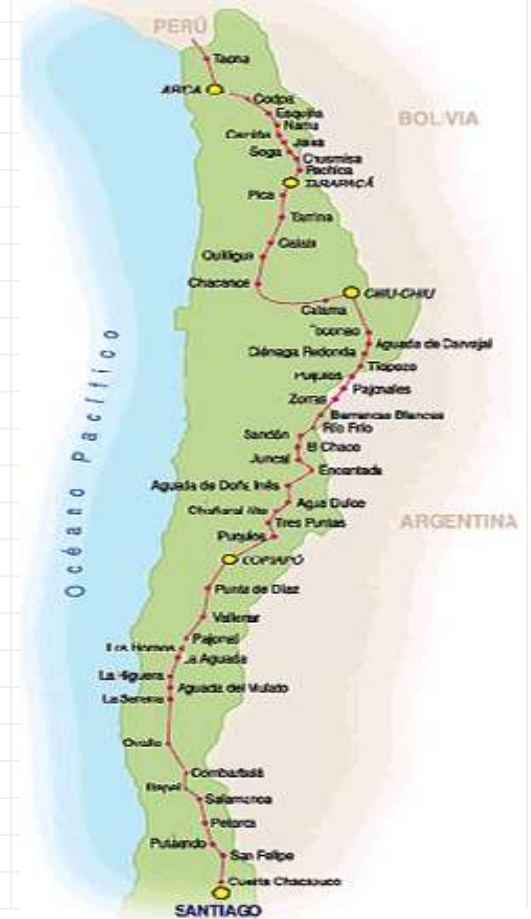 PERÚ
Tacna
ARICA
Codpa
Esquiña
Nama
Camiña
Jaiña
Soga
Chusmisa
Pachica
TARAPACÁ
BOLIVIA
Pica
Tamina
Calate
Quillagua
Chacance
Calama
CHIU-CHIU
Toconao
Aguada de Carvajal
Ciénaga Redonda
Tilopozo
Puquios
Pajonales
Zorras
Barrancas Blancas
Río Frío
Sandón
El Chaco
Juncal
Encantada
Aguada de Doña Inés
Agua Dulce
Chañaral Alto
Tres Puntas
Puquios
ARGENTINA
COPIAPÓ
Océano Pacífico
Punta de Díaz
Vallenar
Pajonal
Los Hornos
La Aguada
La Higuera
Aguada del Mulato
La Serena
Ovalle
Combarbalá
Illapel
Salamanca
Petorca
Putaendo
San Felipe
Cuesta Chacabuco
SANTIAGO